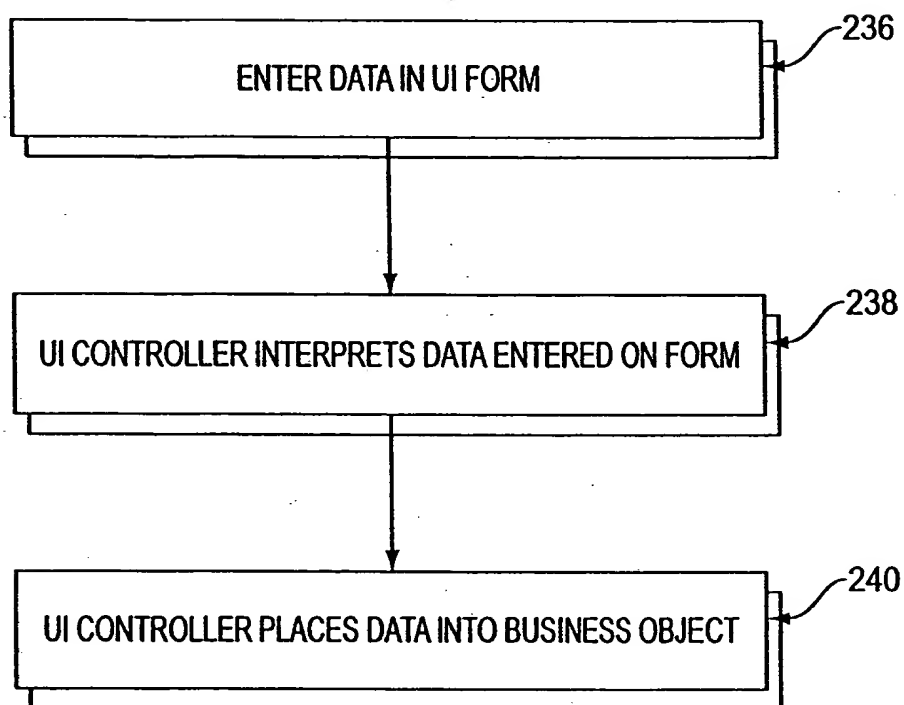 236
ENTER DATA IN UI FORM
238
UI CONTROLLER INTERPRETS DATA ENTERED ON FORM
240
UI CONTROLLER PLACES DATA INTO BUSINESS OBJECT